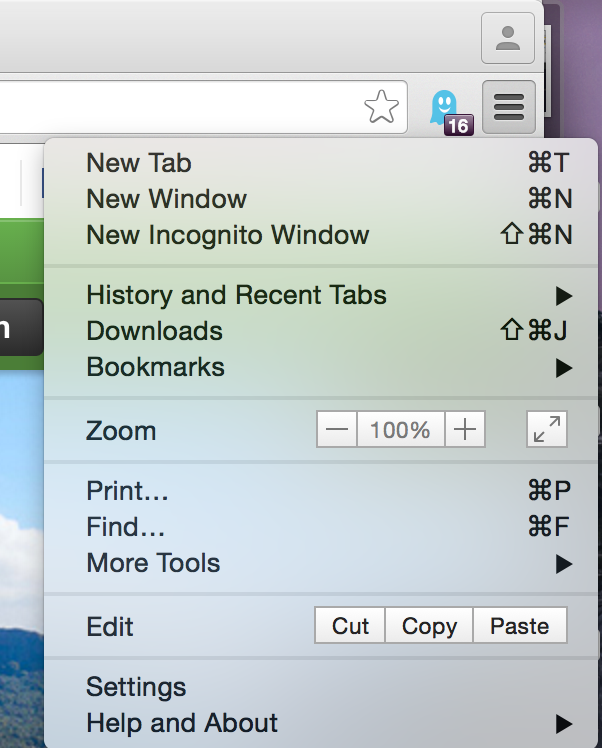 16
New Tab ⌘T
New Window ⌘N
New Incognito Window ⇧⌘N
n
History and Recent Tabs
Downloads ⇧⌘J
Bookmarks
Zoom 100%
Print... ⌘P
Find... ⌘F
More Tools
Edit Cut Copy Paste
Settings
Help and About